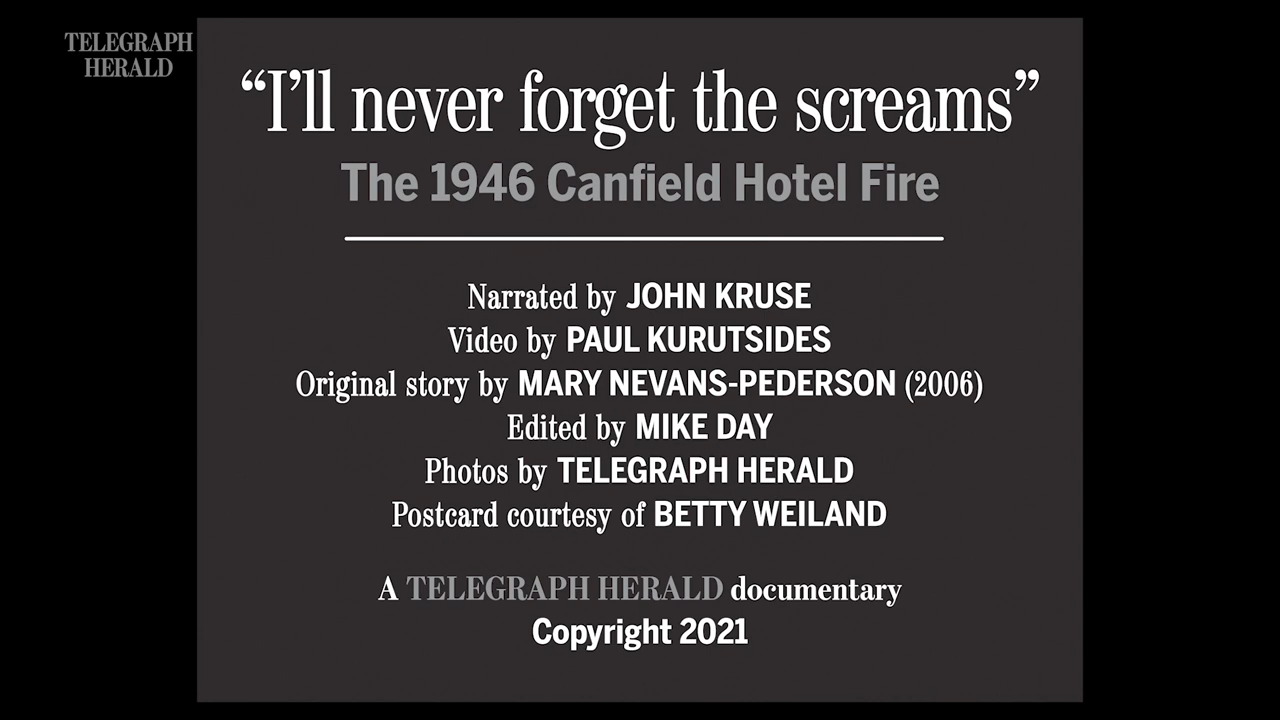 TELEGRAPH
HERALD
“I’ll never forget the screams”
The 1946 Canfield Hotel Fire
Narrated by JOHN KRUSE
Video by PAUL KURUTSIDES
Original story by MARY NEVANS-PEDERSON (2006)
Edited by MIKE DAY
Photos by TELEGRAPH HERALD
Postcard courtesy of BETTY WEILAND
A TELEGRAPH HERALD documentary
Copyright 2021